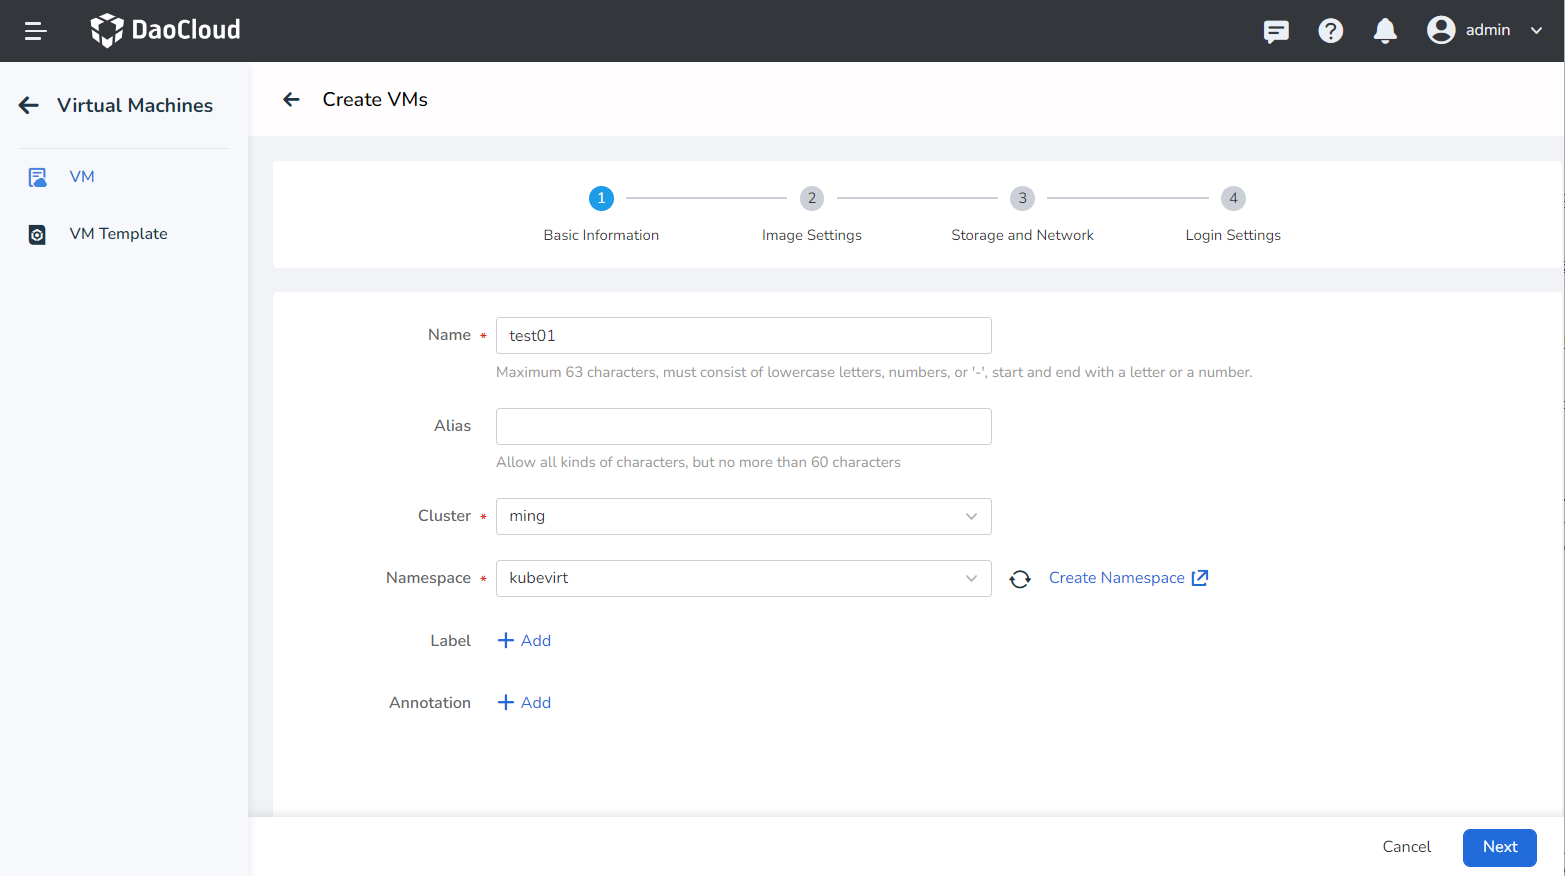 DaoCloud
admin
Virtual Machines
VM
VM Template
Create VMs
1
2
3
4
Basic Information
Image Settings
Storage and Network
Login Settings
Name *
test01
Maximum 63 characters, must consist of lowercase letters, numbers, or '-', start and end with a letter or a number.
Alias
Allow all kinds of characters, but no more than 60 characters
Cluster *
ming
Namespace *
kubevirt
Create Namespace
Label
+ Add
Annotation
+ Add
Cancel
Next